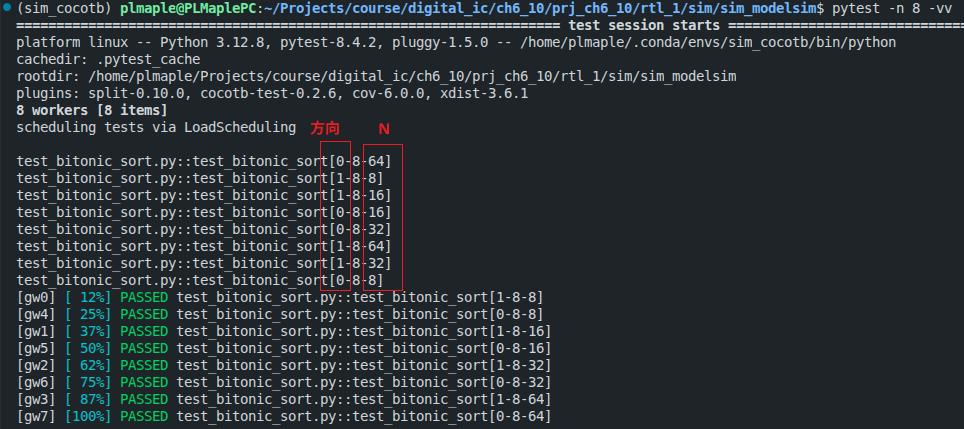 (sim_cocotb) plmaple@PLMaplePC:~/Projects/course/digital_ic/ch6_10/prj_ch6_10/rtl_1/sim/sim_modelsim$ pytest -n 8 -vv
======================================================================= test session starts ==============================
platform linux -- Python 3.12.8, pytest-8.4.2, pluggy-1.5.0 -- /home/plmaple/.conda/envs/sim_cocotb/bin/python
cachedir: .pytest_cache
rootdir: /home/plmaple/Projects/course/digital_ic/ch6_10/prj_ch6_10/rtl_1/sim/sim_modelsim
plugins: split-0.10.0, cocotb-test-0.2.6, cov-6.0.0, xdist-3.6.1
8 workers [8 items]
scheduling tests via LoadScheduling 方向 N
test_bitonic_sort.py::test_bitonic_sort[0-8-64]
test_bitonic_sort.py::test_bitonic_sort[1-8-8]
test_bitonic_sort.py::test_bitonic_sort[1-8-16]
test_bitonic_sort.py::test_bitonic_sort[0-8-16]
test_bitonic_sort.py::test_bitonic_sort[0-8-32]
test_bitonic_sort.py::test_bitonic_sort[1-8-64]
test_bitonic_sort.py::test_bitonic_sort[1-8-32]
test_bitonic_sort.py::test_bitonic_sort[0-8-8]
[gw0] [ 12%] PASSED test_bitonic_sort.py::test_bitonic_sort[1-8-8]
[gw4] [ 25%] PASSED test_bitonic_sort.py::test_bitonic_sort[0-8-8]
[gw1] [ 37%] PASSED test_bitonic_sort.py::test_bitonic_sort[1-8-16]
[gw5] [ 50%] PASSED test_bitonic_sort.py::test_bitonic_sort[0-8-16]
[gw2] [ 62%] PASSED test_bitonic_sort.py::test_bitonic_sort[1-8-32]
[gw6] [ 75%] PASSED test_bitonic_sort.py::test_bitonic_sort[0-8-32]
[gw3] [ 87%] PASSED test_bitonic_sort.py::test_bitonic_sort[1-8-64]
[gw7] [100%] PASSED test_bitonic_sort.py::test_bitonic_sort[0-8-64]